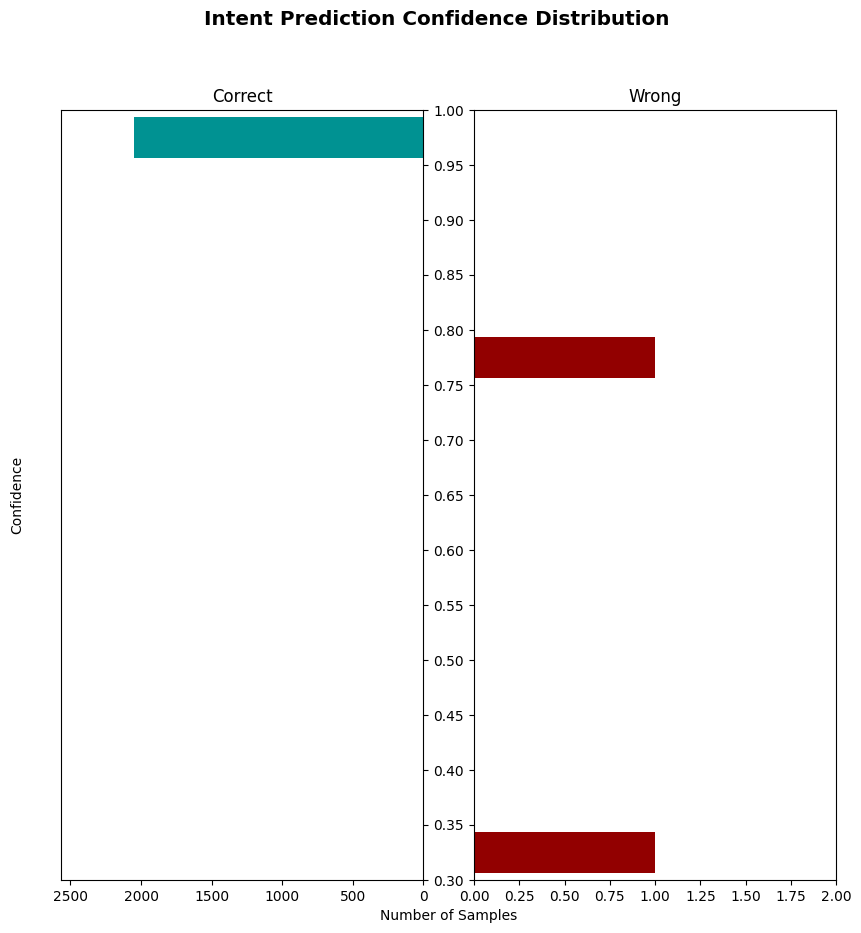 Intent Prediction Confidence Distribution
Correct
Wrong
1.00
0.95
0.90
0.85
0.80
0.75
0.70
0.65
0.60
0.55
0.50
0.45
0.40
0.35
0.30
Confidence
2500 2000 1500 1000 500 0
0.00 0.25 0.50 0.75 1.00 1.25 1.50 1.75 2.00
Number of Samples